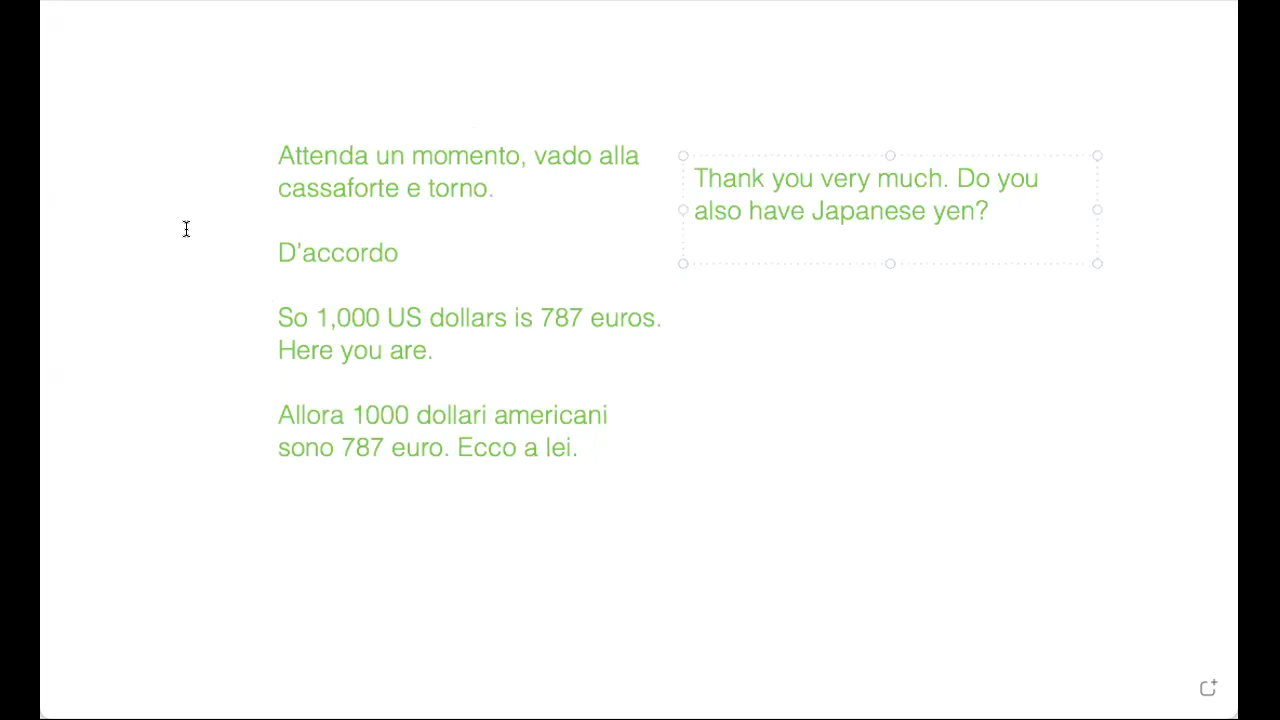 Attenda un momento, vado alla
cassaforte e torno.
D'accordo
So 1,000 US dollars is 787 euros.
Here you are.
Allora 1000 dollari americani
sono 787 euro. Ecco a lei.
Thank you very much. Do you
also have Japanese yen?